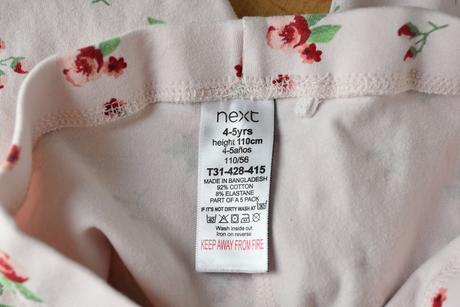 next
4-5yrs
height 110cm
4-5años
110/56
T31-428-415
MADE IN BANGLADESH
92% COTTON
8% ELASTANE
PART OF A 5 PACK
IF IT'S NOT DIRTY WASH AT
Wash inside out
Iron on reverse
KEEP AWAY FROM FIRE